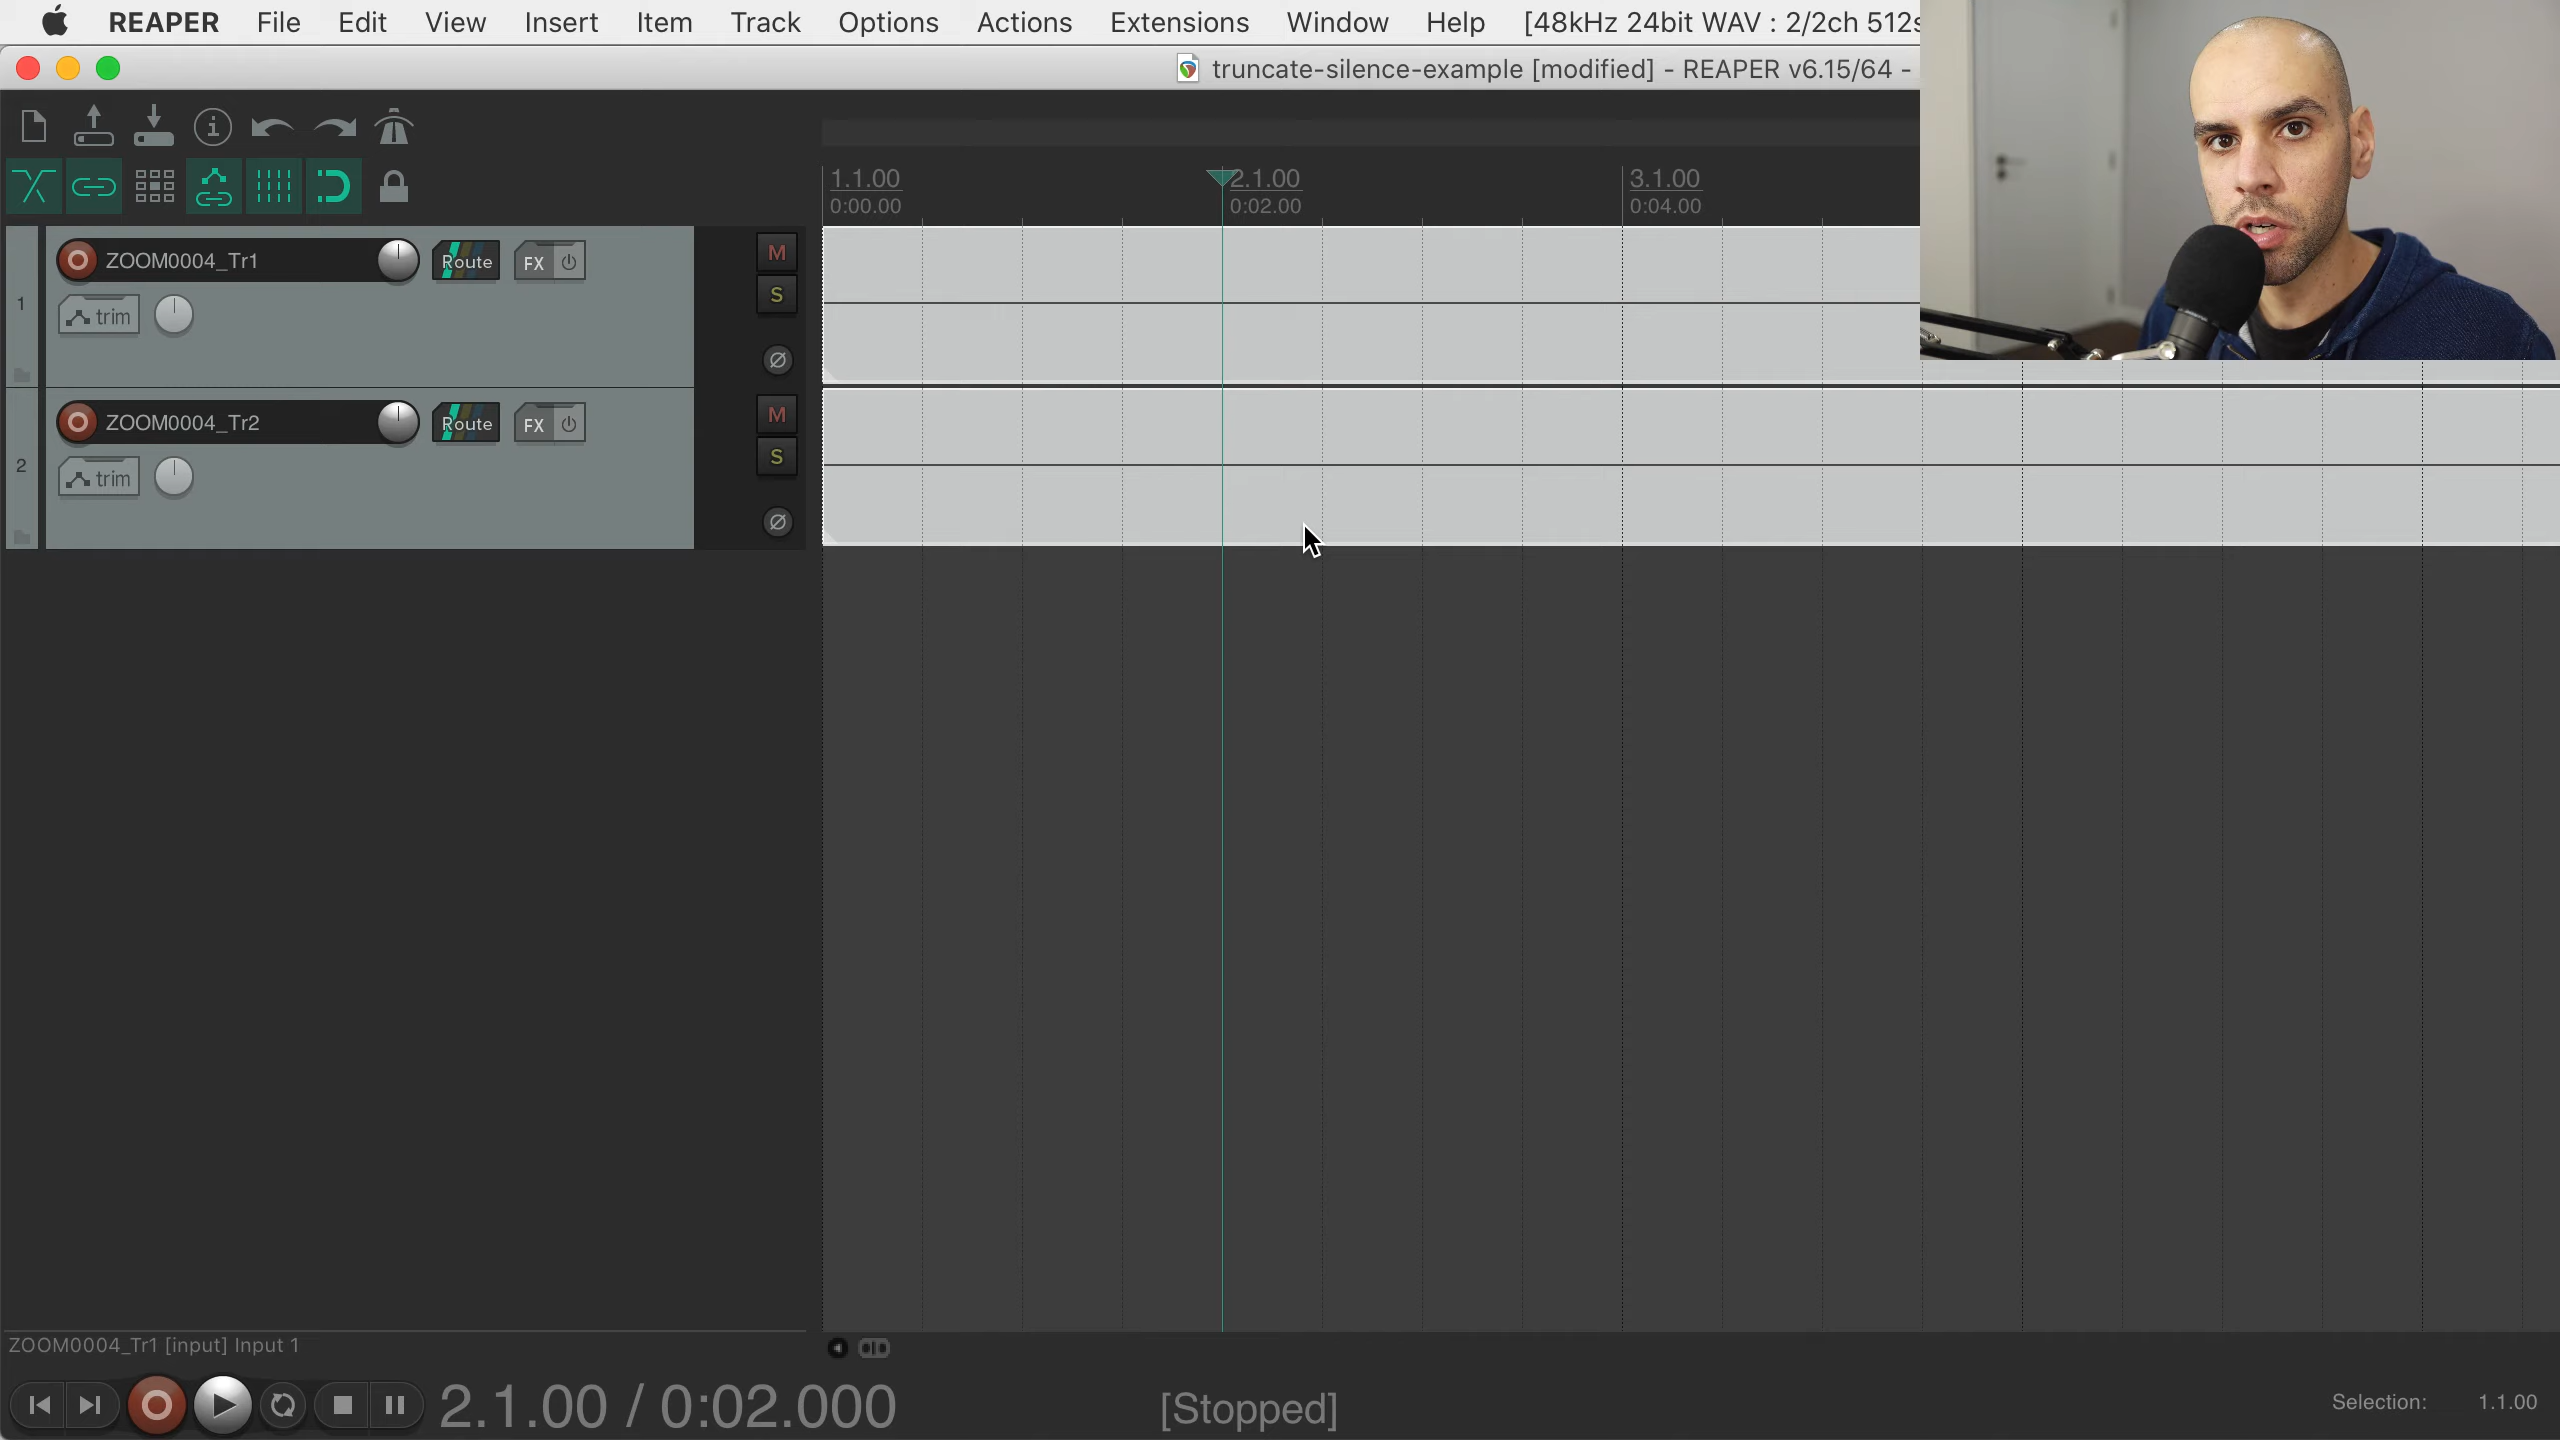 REAPER File Edit View Insert Item Track Options Actions Extensions Window Help [48kHz 24bit WAV : 2/2ch 512s
truncate-silence-example [modified] - REAPER v6.15/64 -
1.1.00 2.1.00 3.1.00
0:00.00 0:02.00 0:04.00
ZOOM0004_Tr1 Route FX M
1 trim S
ZOOM0004_Tr2 Route FX M
2 trim S
ZOOM0004_Tr1 [input] Input 1
2.1.00 / 0:02.000 [Stopped] Selection: 1.1.00